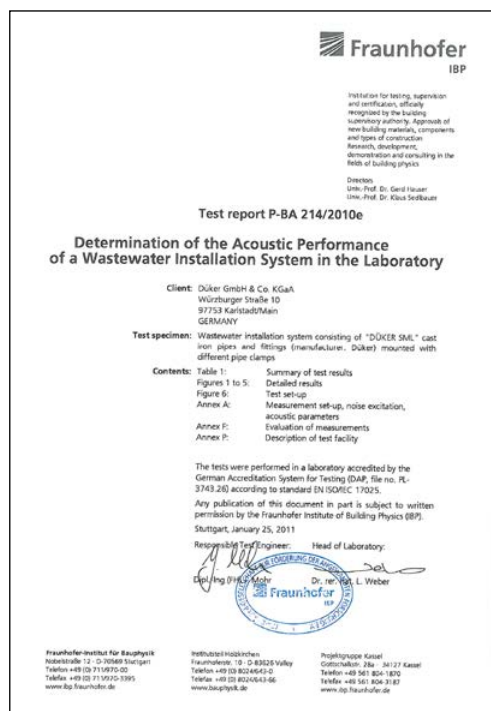 Fraunhofer
IBP
Institution for testing, supervision
and certification, officially
recognized by the building
supervisory authority. Approvals of
new building materials, components
and types of construction
Research, development,
demonstration and consulting in the
fields of building physics
Directors
Univ.-Prof. Dr. Gerd Hauser
Univ.-Prof. Dr. Klaus Sedlbauer
Test report P-BA 214/2010e
Determination of the Acoustic Performance
of a Wastewater Installation System in the Laboratory
Client: Düker GmbH & Co. KGaA
Würzburger Straße 10
97753 Karlstadt/Main
GERMANY
Test specimen: Wastewater installation system consisting of "DÜKER SML" cast
iron pipes and fittings (manufacturer. Düker) mounted with
different pipe clamps
Contents: Table 1: Summary of test results
Figures 1 to 5: Detailed results
Figure 6: Test set-up
Annex A: Measurement set-up, noise excitation,
acoustic parameters
Annex F: Evaluation of measurements
Annex P: Description of test facility
The tests were performed in a laboratory accredited by the
German Accreditation System for Testing (DAP, file no. PL-
3743.26) according to standard EN ISO/IEC 17025.
Any publication of this document in part is subject to written
permission by the Fraunhofer Institute of Building Physics (IBP).
Stuttgart, January 25, 2011
Responsible Test Engineer: Head of Laboratory:
Dipl. Ing (FH) Mohr Dr. rer. nat. L. Weber
Fraunhofer
IBP
Fraunhofer-Institut für Bauphysik
Nobelstraße 12 · D-70569 Stuttgart
Telefon +49 (0) 711/970-00
Telefax +49 (0) 711/970-3395
www.ibp.fraunhofer.de
Institutsteil Holzkirchen
Fraunhoferstr. 10 · D-83626 Valley
Telefon +49 (0) 8024/643-0
Telefax +49 (0) 8024/643-66
www.bauphysik.de
Projektgruppe Kassel
Gottschalkstr. 28a · 34127 Kassel
Telefon +49 561 804-1870
Telefax +49 561 804-3187
www.ibp.fraunhofer.de